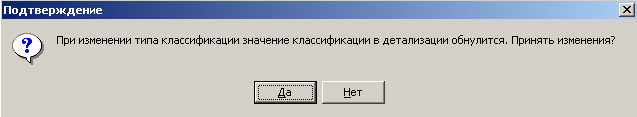 Подтверждение
При изменении типа классификации значение классификации в детализации обнулится. Принять изменения?
Да
Нет